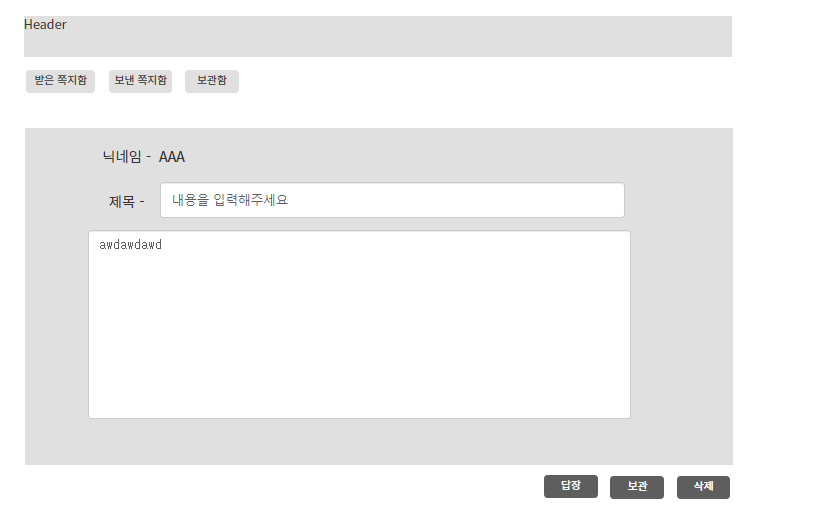 Header
받은 쪽지함 보낸 쪽지함 보관함
닉네임 - AAA
제목 - 내용을 입력해주세요
awdawdawd
답장 보관 삭제